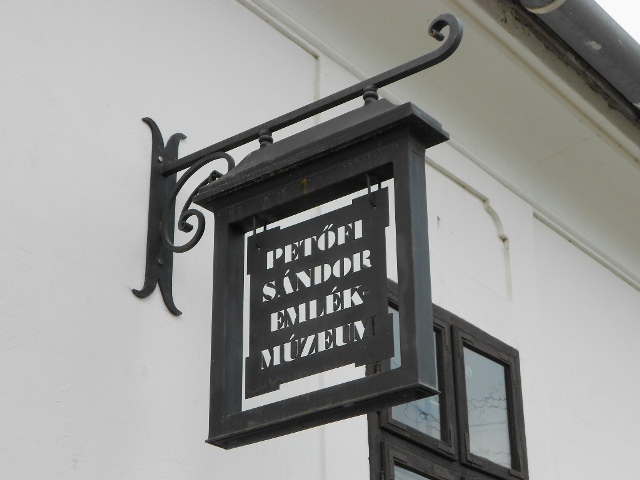 PETŐFI
SÁNDOR
EMLÉK-
MÚZEUM